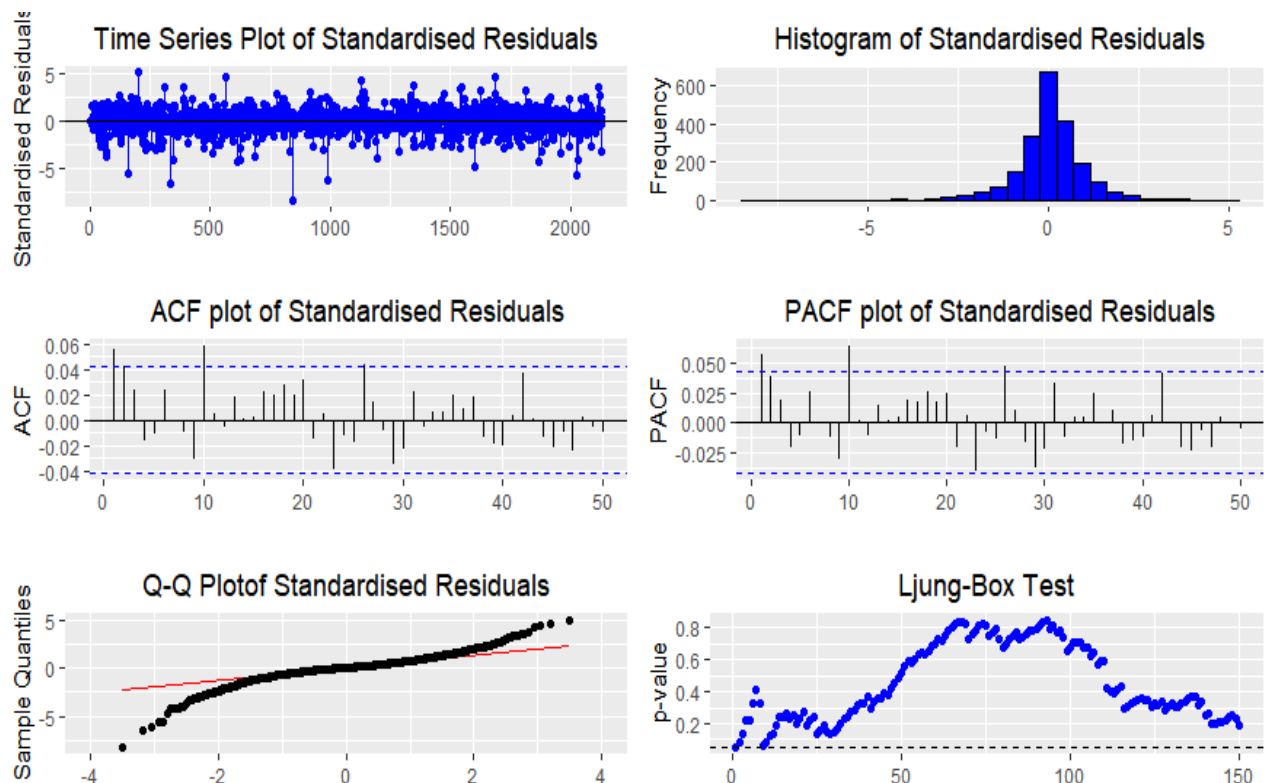 Time Series Plot of Standardised Residuals
Standardised Residuals
5
0
-5
0 500 1000 1500 2000
Histogram of Standardised Residuals
Frequency
600
400
200
0
-5 0 5
ACF plot of Standardised Residuals
ACF
0.06
0.04
0.02
0.00
-0.02
-0.04
0 10 20 30 40 50
PACF plot of Standardised Residuals
PACF
0.050
0.025
0.000
-0.025
0 10 20 30 40 50
Q-Q Plotof Standardised Residuals
Sample Quantiles
5
0
-5
-4 -2 0 2 4
Ljung-Box Test
p-value
0.8
0.6
0.4
0.2
0 50 100 150